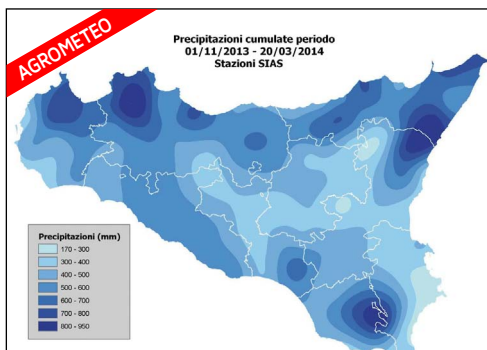 AGROMETEO
Precipitazioni cumulate periodo
01/11/2013 - 20/03/2014
Stazioni SIAS
Precipitazioni (mm)
170 - 300
300 - 400
400 - 500
500 - 600
600 - 700
700 - 800
800 - 950